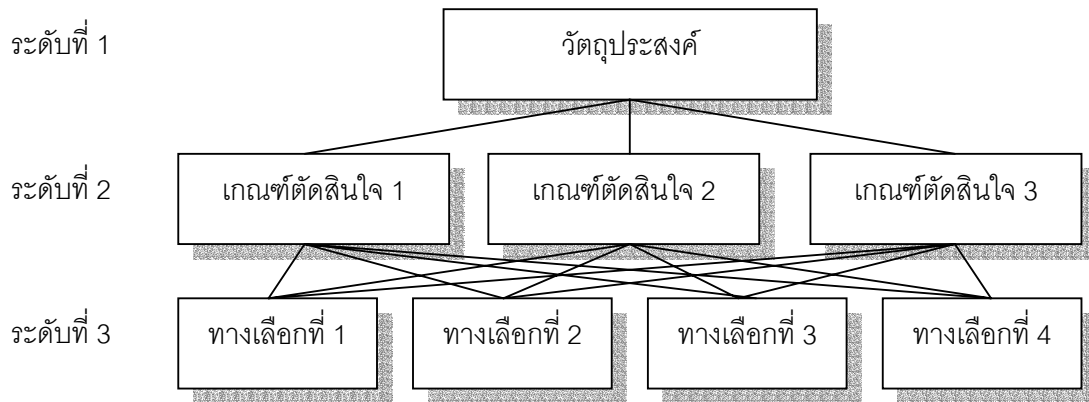 ระดับที่ 1
วัตถุประสงค์
ระดับที่ 2
เกณฑ์ตัดสินใจ 1
เกณฑ์ตัดสินใจ 2
เกณฑ์ตัดสินใจ 3
ระดับที่ 3
ทางเลือกที่ 1
ทางเลือกที่ 2
ทางเลือกที่ 3
ทางเลือกที่ 4